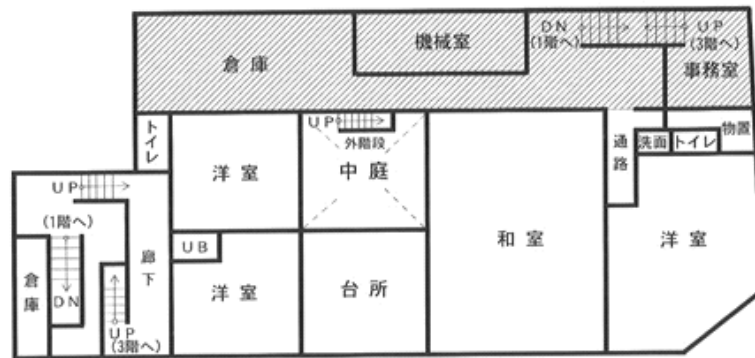 倉庫
機械室
DN
(1階へ)
UP
(3階へ)
事務室
トイレ
洋室
UP
外階段
中庭
和室
通路
洗面
トイレ
物置
洋室
UP
(1階へ)
倉庫
DN
UP
(3階へ)
廊下
UB
洋室
台所